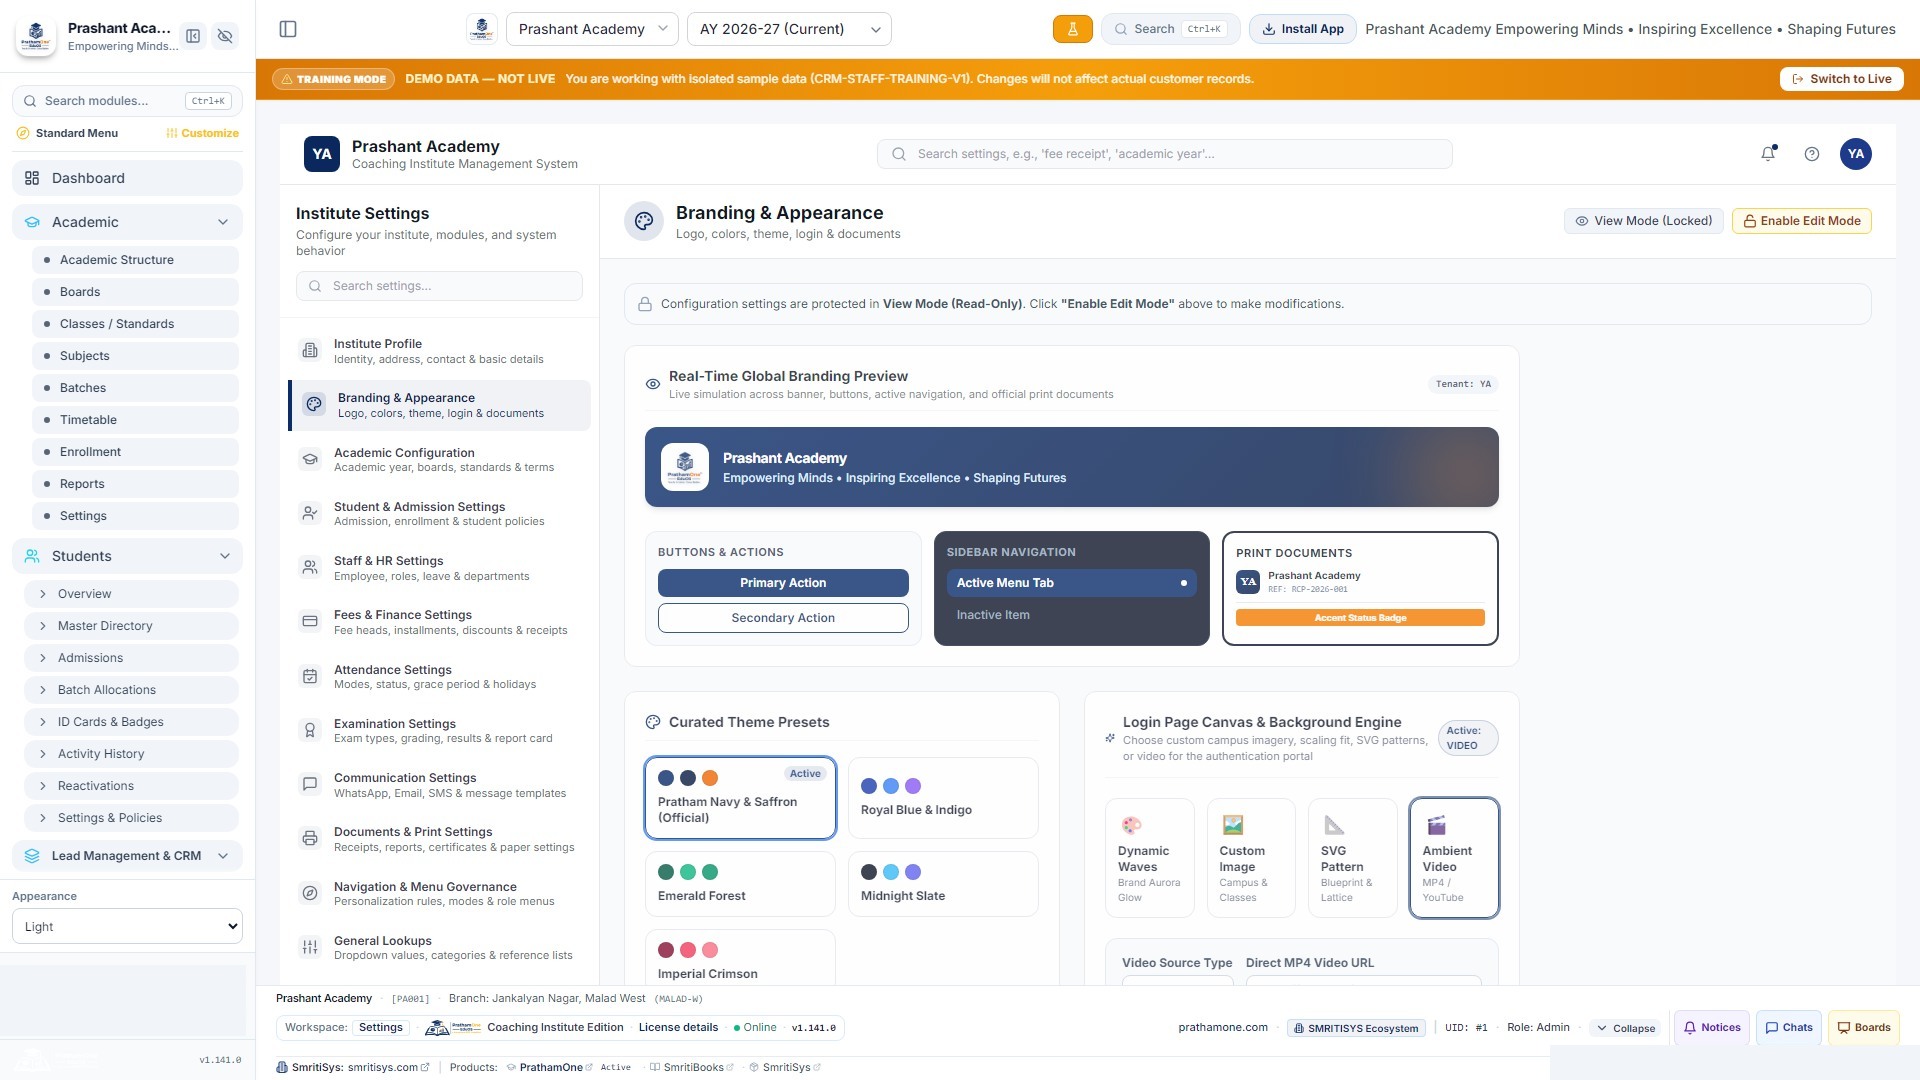 Prashant Aca...
Empowering Minds...
Prashant Academy
AY 2026-27 (Current)
Search Ctrl+K
Install App
Prashant Academy Empowering Minds • Inspiring Excellence • Shaping Futures
TRAINING MODE
DEMO DATA — NOT LIVE You are working with isolated sample data (CRM-STAFF-TRAINING-V1). Changes will not affect actual customer records.
Switch to Live
Search modules... Ctrl+K
Standard Menu
Customize
Dashboard
Academic
Academic Structure
Boards
Classes / Standards
Subjects
Batches
Timetable
Enrollment
Reports
Settings
Students
Overview
Master Directory
Admissions
Batch Allocations
ID Cards & Badges
Activity History
Reactivations
Settings & Policies
Lead Management & CRM
Appearance
Light
v1.141.0
YA
Prashant Academy
Coaching Institute Management System
Search settings, e.g., 'fee receipt', 'academic year'...
YA
Institute Settings
Configure your institute, modules, and system
behavior
Search settings...
Institute Profile
Identity, address, contact & basic details
Branding & Appearance
Logo, colors, theme, login & documents
Academic Configuration
Academic year, boards, standards & terms
Student & Admission Settings
Admission, enrollment & student policies
Staff & HR Settings
Employee, roles, leave & departments
Fees & Finance Settings
Fee heads, installments, discounts & receipts
Attendance Settings
Modes, status, grace period & holidays
Examination Settings
Exam types, grading, results & report card
Communication Settings
WhatsApp, Email, SMS & message templates
Documents & Print Settings
Receipts, reports, certificates & paper settings
Navigation & Menu Governance
Personalization rules, modes & role menus
General Lookups
Dropdown values, categories & reference lists
Branding & Appearance
Logo, colors, theme, login & documents
View Mode (Locked)
Enable Edit Mode
Configuration settings are protected in View Mode (Read-Only). Click "Enable Edit Mode" above to make modifications.
Real-Time Global Branding Preview
Live simulation across banner, buttons, active navigation, and official print documents
Tenant: YA
Prashant Academy
Empowering Minds • Inspiring Excellence • Shaping Futures
BUTTONS & ACTIONS
Primary Action
Secondary Action
SIDEBAR NAVIGATION
Active Menu Tab
Inactive Item
PRINT DOCUMENTS
YA
Prashant Academy
REF: RCP-2026-001
Accent Status Badge
Curated Theme Presets
Active
Pratham Navy & Saffron
(Official)
Royal Blue & Indigo
Emerald Forest
Midnight Slate
Imperial Crimson
Login Page Canvas & Background Engine
Choose custom campus imagery, scaling fit, SVG patterns,
or video for the authentication portal
Active:
VIDEO
Dynamic
Waves
Brand Aurora
Glow
Custom
Image
Campus &
Classes
SVG
Pattern
Blueprint &
Lattice
Ambient
Video
MP4 /
YouTube
Video Source Type
Direct MP4 Video URL
Prashant Academy · [PA001] · Branch: Jankalyan Nagar, Malad West (MALAD-W)
Workspace: Settings · PrathamOne Coaching Institute Edition · License details · Online · v1.141.0
prathamone.com · SMRITISYS Ecosystem | UID: #1 · Role: Admin · Collapse
Notices
Chats
Boards
SmritiSys: smritisys.com | Products: PrathamOne Active · SmritiBooks · SmritiSys